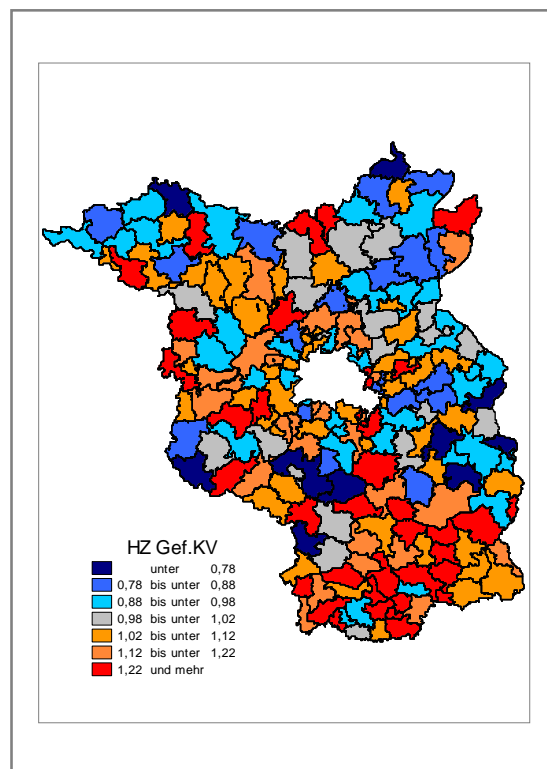 HZ Gef.KV
unter 0,78
0,78 bis unter 0,88
0,88 bis unter 0,98
0,98 bis unter 1,02
1,02 bis unter 1,12
1,12 bis unter 1,22
1,22 und mehr